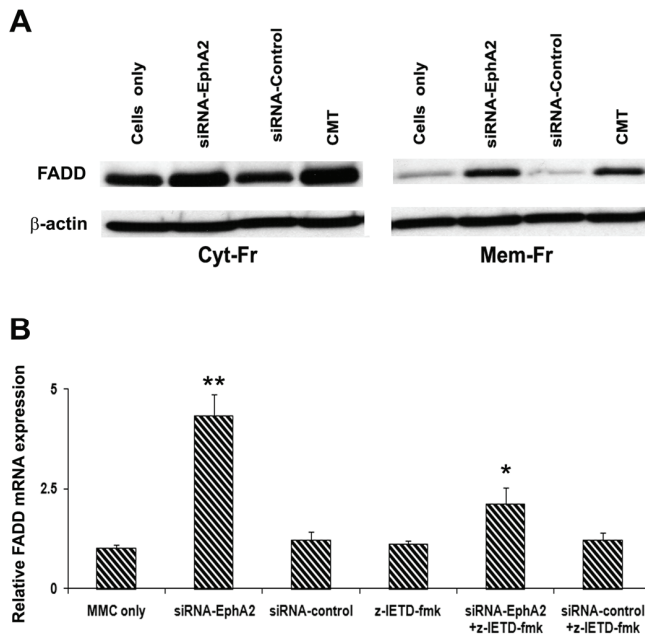 A
Cells only
siRNA-EphA2
siRNA-Control
CMT
Cells only
siRNA-EphA2
siRNA-Control
CMT
FADD
β-actin
Cyt-Fr
Mem-Fr
B
Relative FADD mRNA expression
5
2.5
0
**
*
MMC only
siRNA-EphA2
siRNA-control
z-IETD-fmk
siRNA-EphA2
+z-IETD-fmk
siRNA-control
+z-IETD-fmk